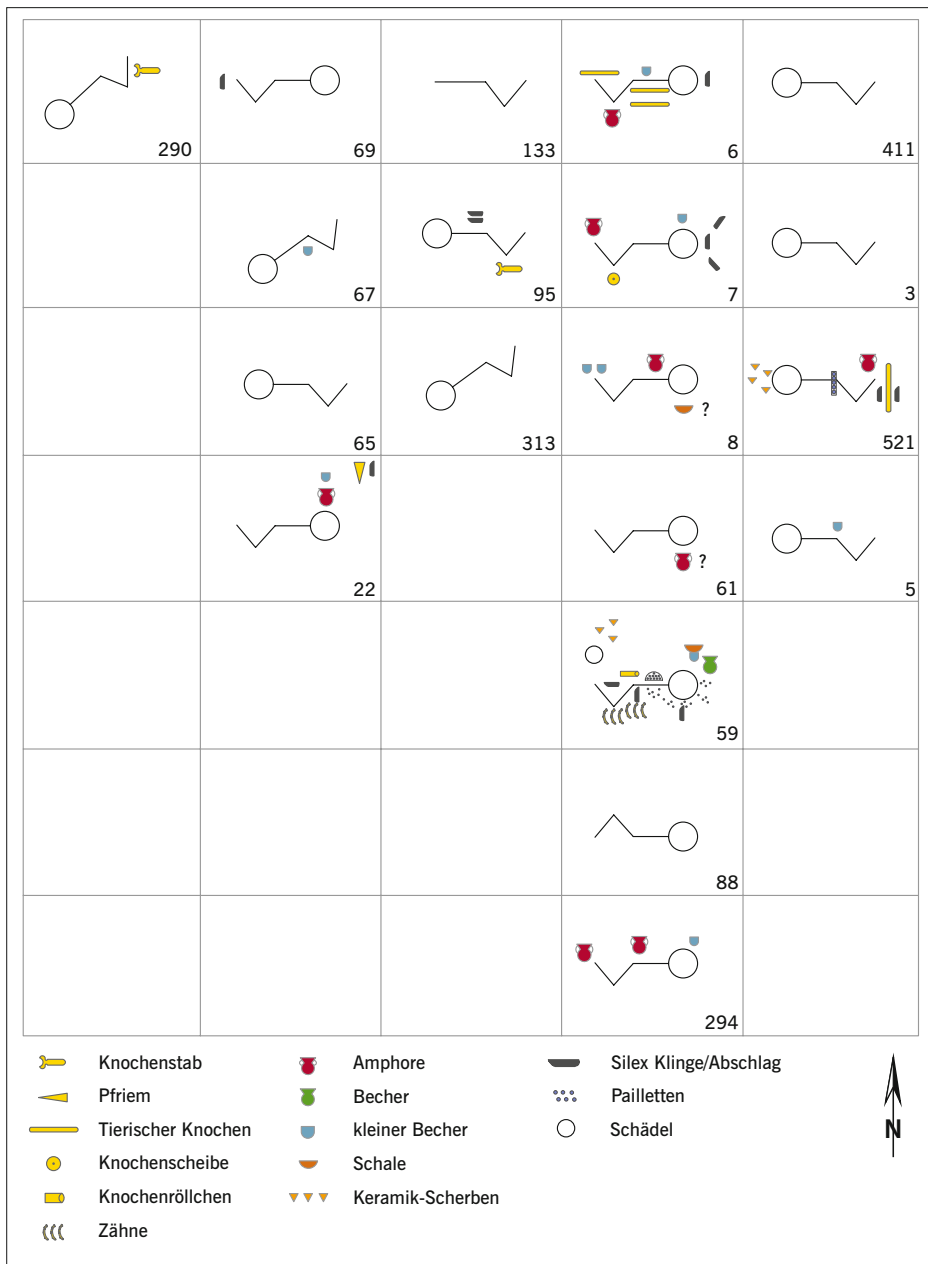 290 69 133 6 411
67 95 7 3
65 313 ? 8 521
22 ? 61 5
59
88
294
Knochenstab Amphore Silex Klinge/Abschlag
Pfriem Becher Pailletten
Tierischer Knochen kleiner Becher Schädel
Knochenscheibe Schale
Knochenröllchen Keramik-Scherben
Zähne
N